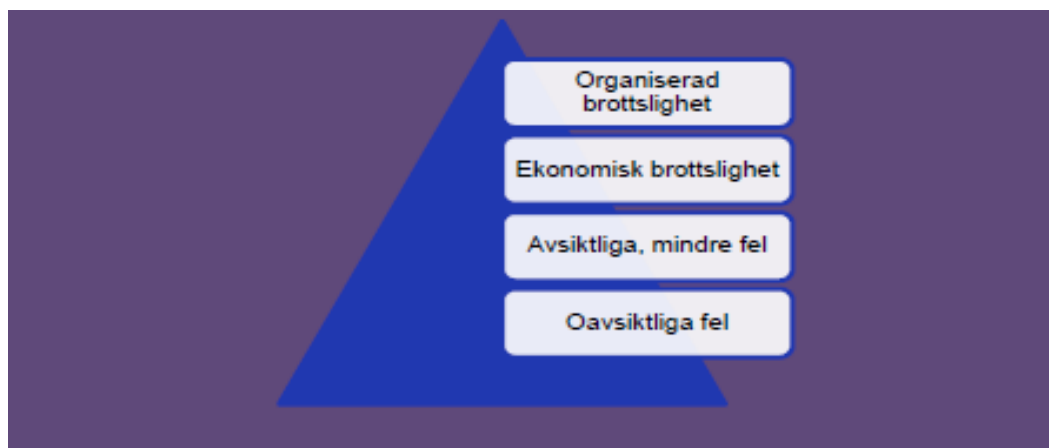 Organiserad
brottslighet
Ekonomisk brottslighet
Avsiktliga, mindre fel
Oavsiktliga fel